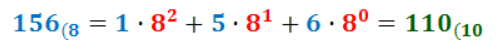 156₍₈ = 1 · 8² + 5 · 8¹ + 6 · 8⁰ = 110₍₁₀